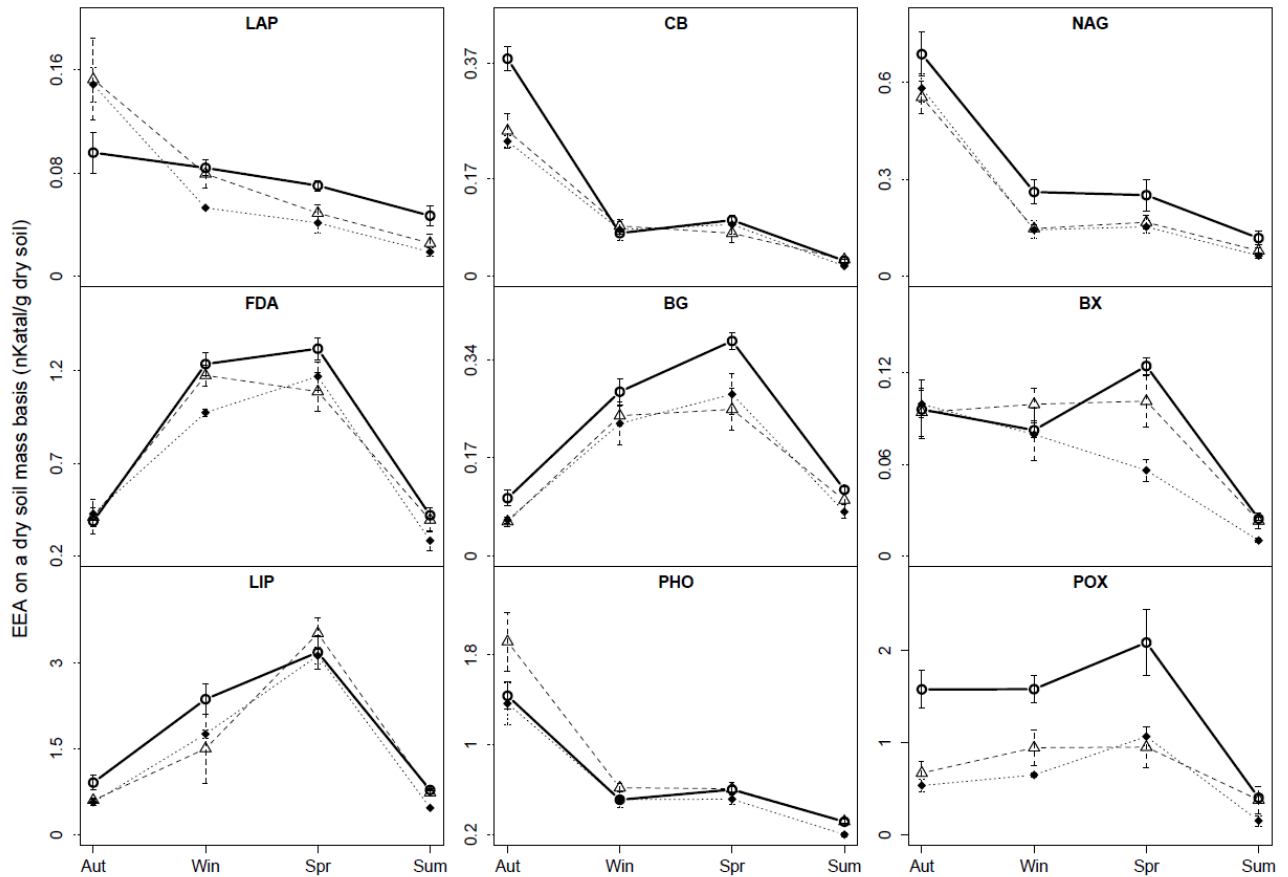 EEA on a dry soil mass basis (nKatal/g dry soil)
LAP
0.16
0.08
0
CB
0.37
0.17
0
NAG
0.6
0.3
0
FDA
1.2
0.7
0.2
BG
0.34
0.17
0
BX
0.12
0.06
0
LIP
3
1.5
0
PHO
1.8
1
0.2
POX
2
1
0
Aut Win Spr Sum
Aut Win Spr Sum
Aut Win Spr Sum